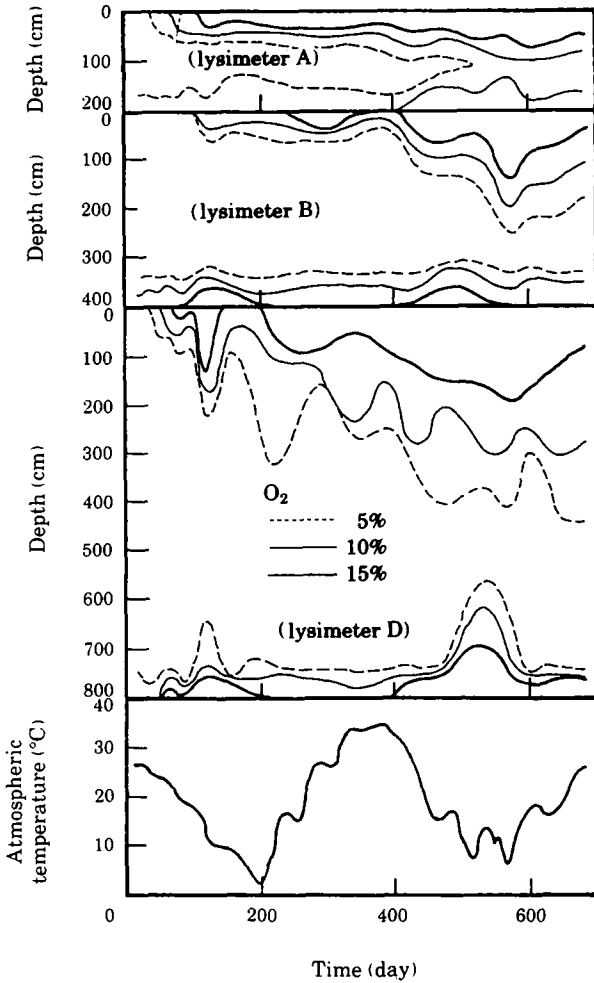 0
100
200
Depth (cm)
(lysimeter A)
0
100
200
300
400
Depth (cm)
(lysimeter B)
0
100
200
300
400
500
600
700
800
Depth (cm)
O₂
5%
10%
15%
(lysimeter D)
40
30
20
10
Atmospheric
temperature (°C)
0
200
400
600
Time (day)